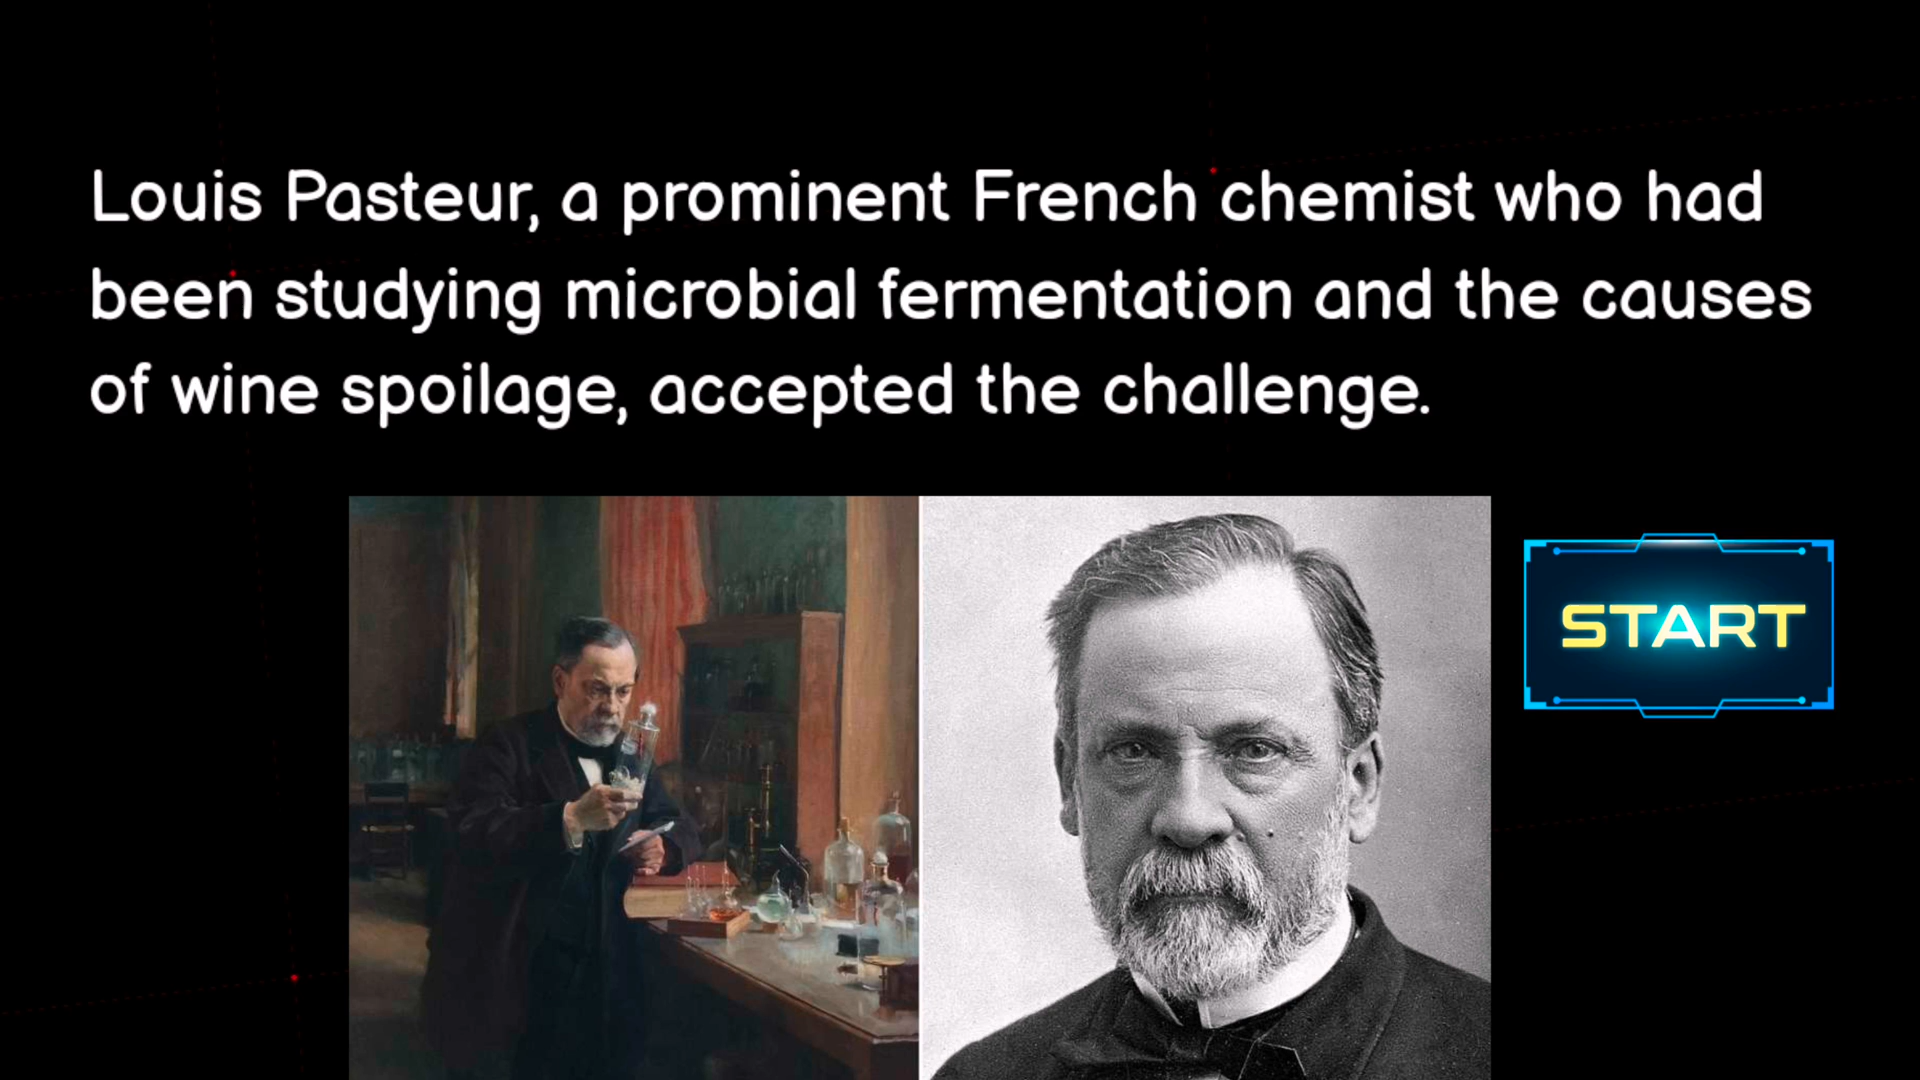 Louis Pasteur, a prominent French chemist who had
been studying microbial fermentation and the causes
of wine spoilage, accepted the challenge.
START